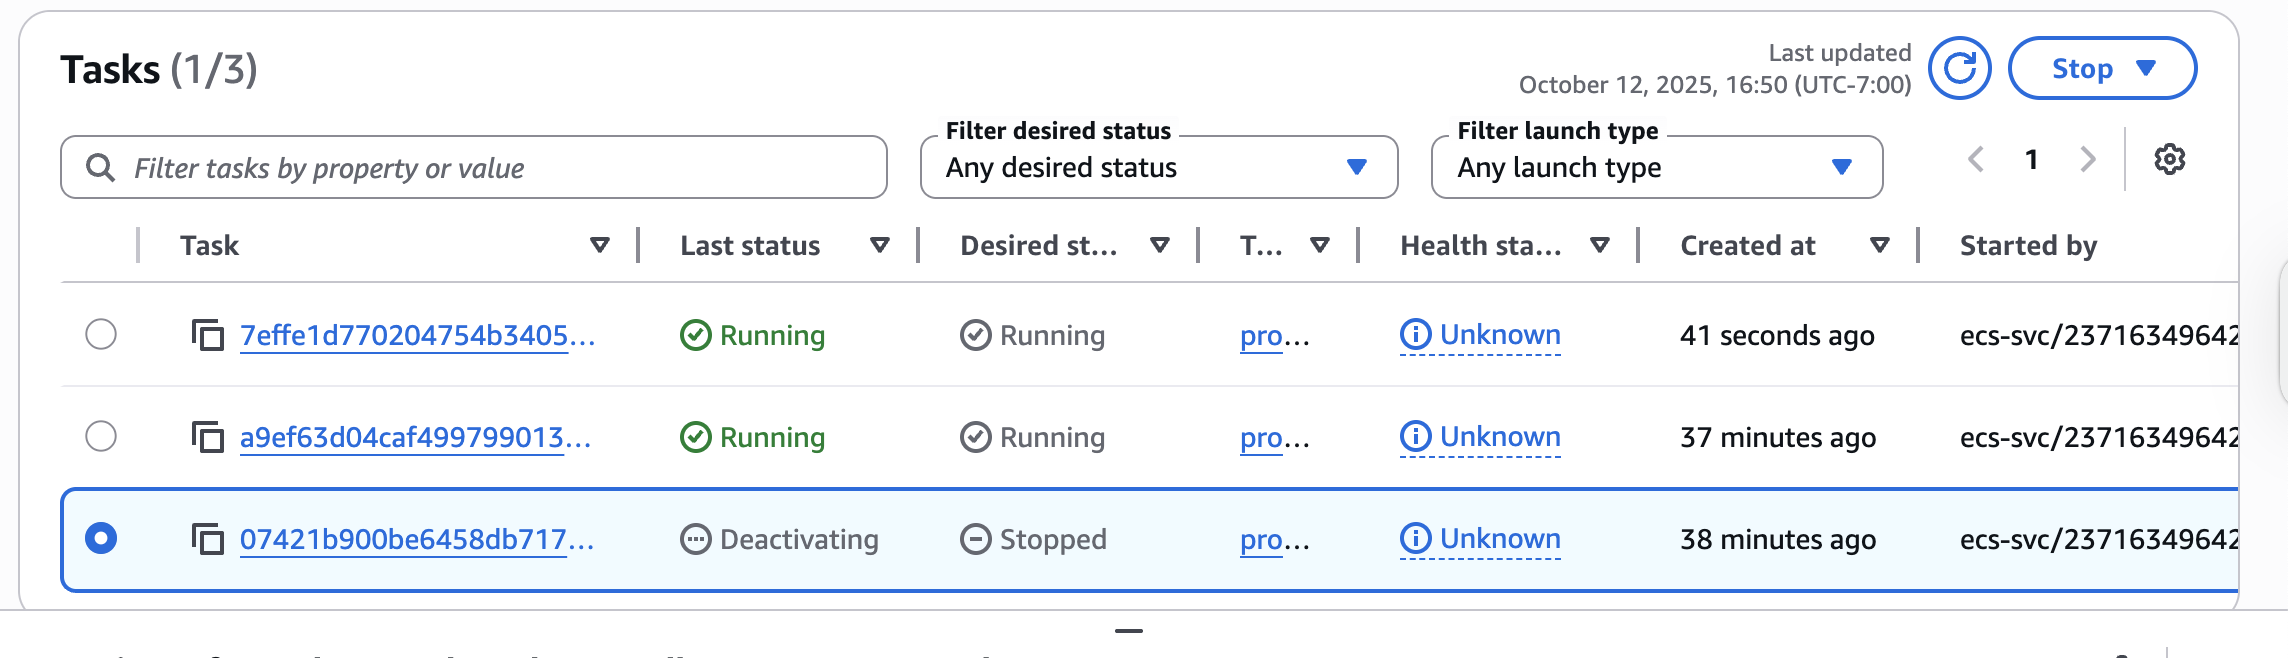 Tasks (1/3)
Last updated
October 12, 2025, 16:50 (UTC-7:00)
Stop
Filter tasks by property or value
Filter desired status
Any desired status
Filter launch type
Any launch type
1
Task Last status Desired st... T... Health sta... Created at Started by
7effe1d770204754b3405... Running Running pro... Unknown 41 seconds ago ecs-svc/23716349642
a9ef63d04caf499799013... Running Running pro... Unknown 37 minutes ago ecs-svc/23716349642
07421b900be6458db717... Deactivating Stopped pro... Unknown 38 minutes ago ecs-svc/23716349642